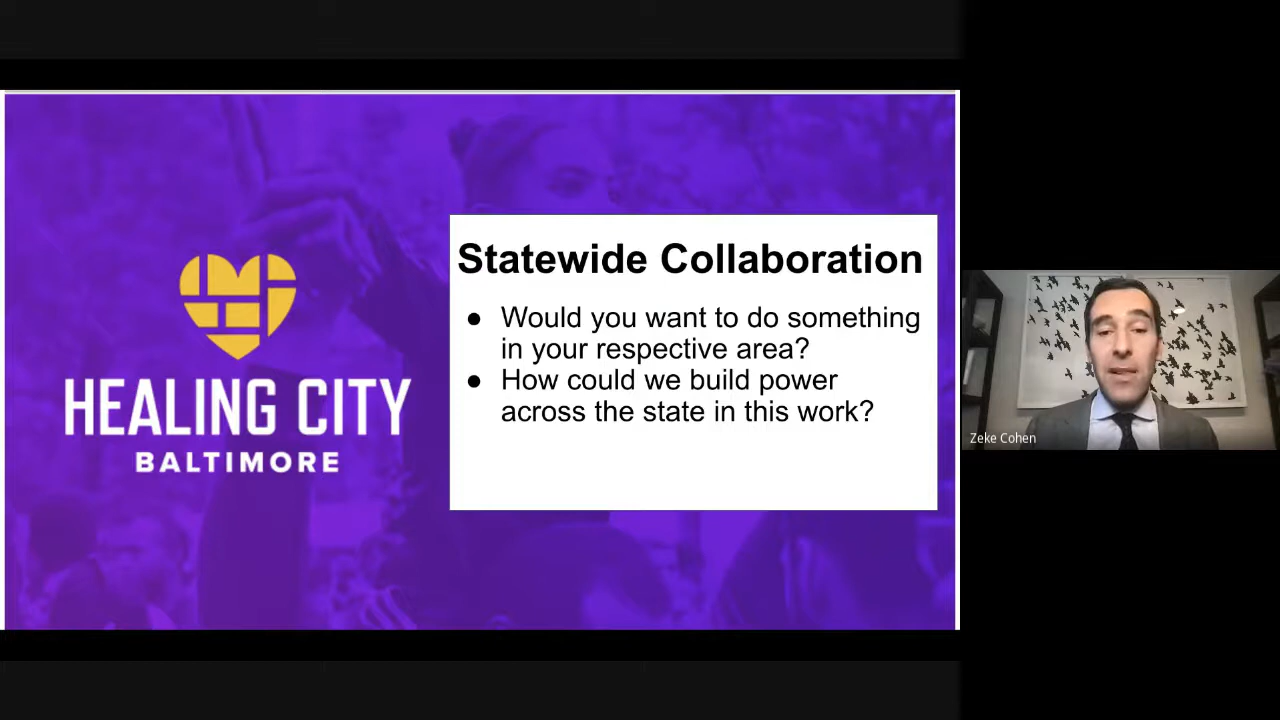 HEALING CITY
BALTIMORE
Statewide Collaboration
● Would you want to do something
in your respective area?
● How could we build power
across the state in this work?
Zeke Cohen